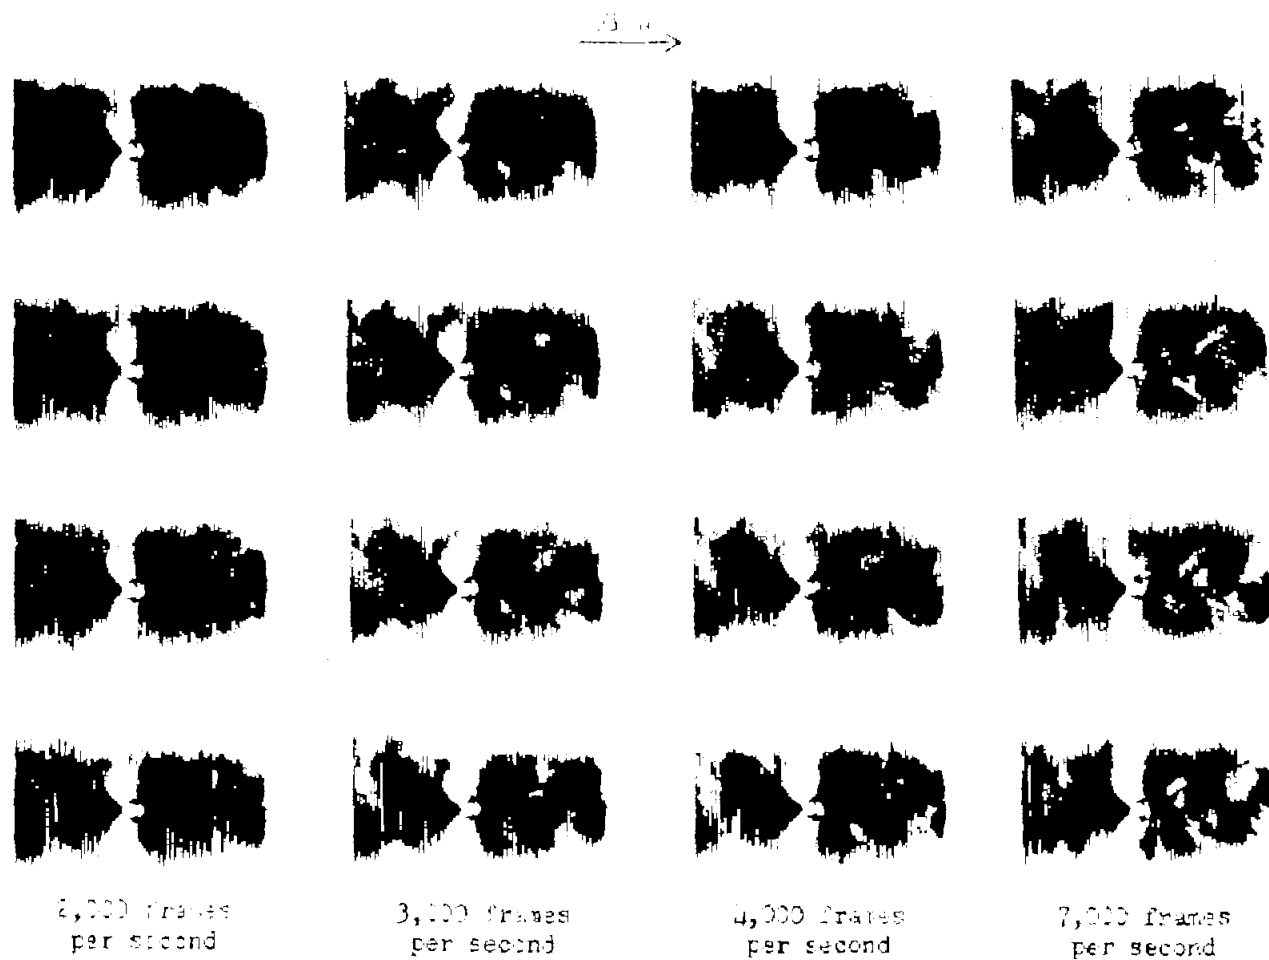 2,000 frames
per second
3,000 frames
per second
4,000 frames
per second
7,000 frames
per second